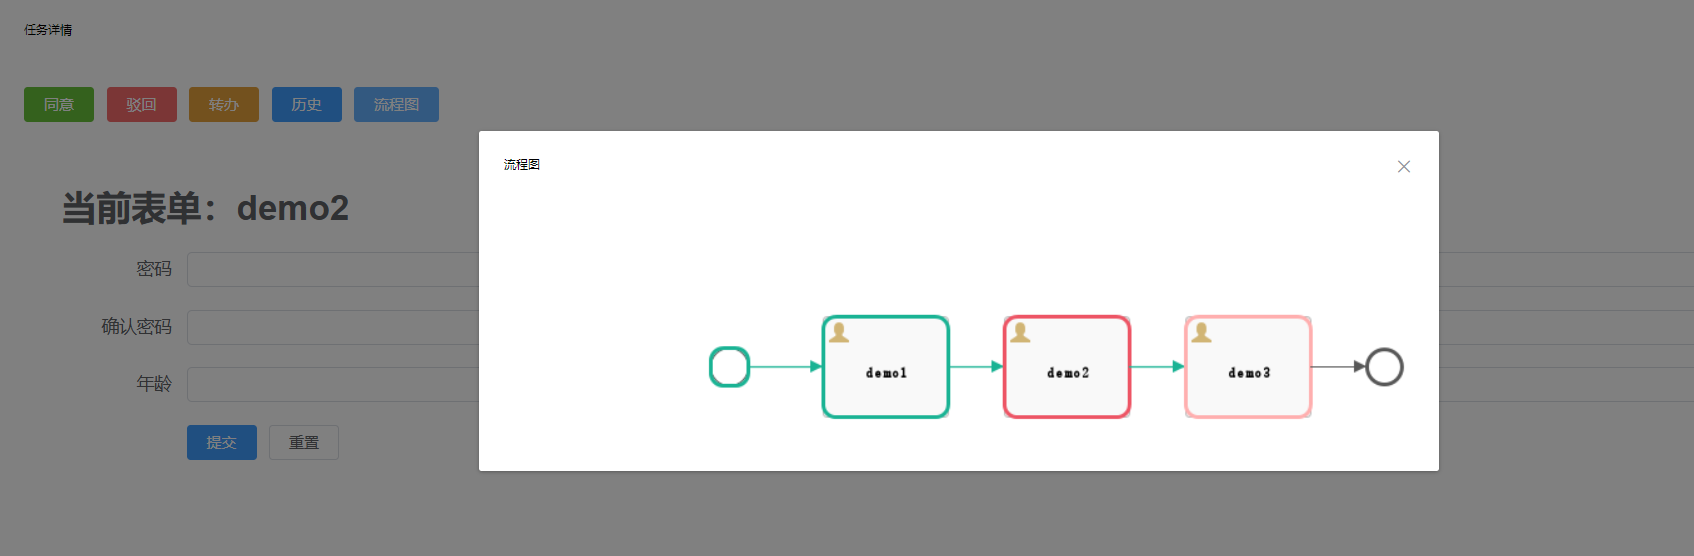 任务详情
同意 驳回 转办 历史 流程图
流程图
当前表单：demo2
密码
确认密码
年龄
提交 重置
demo1 demo2 demo3